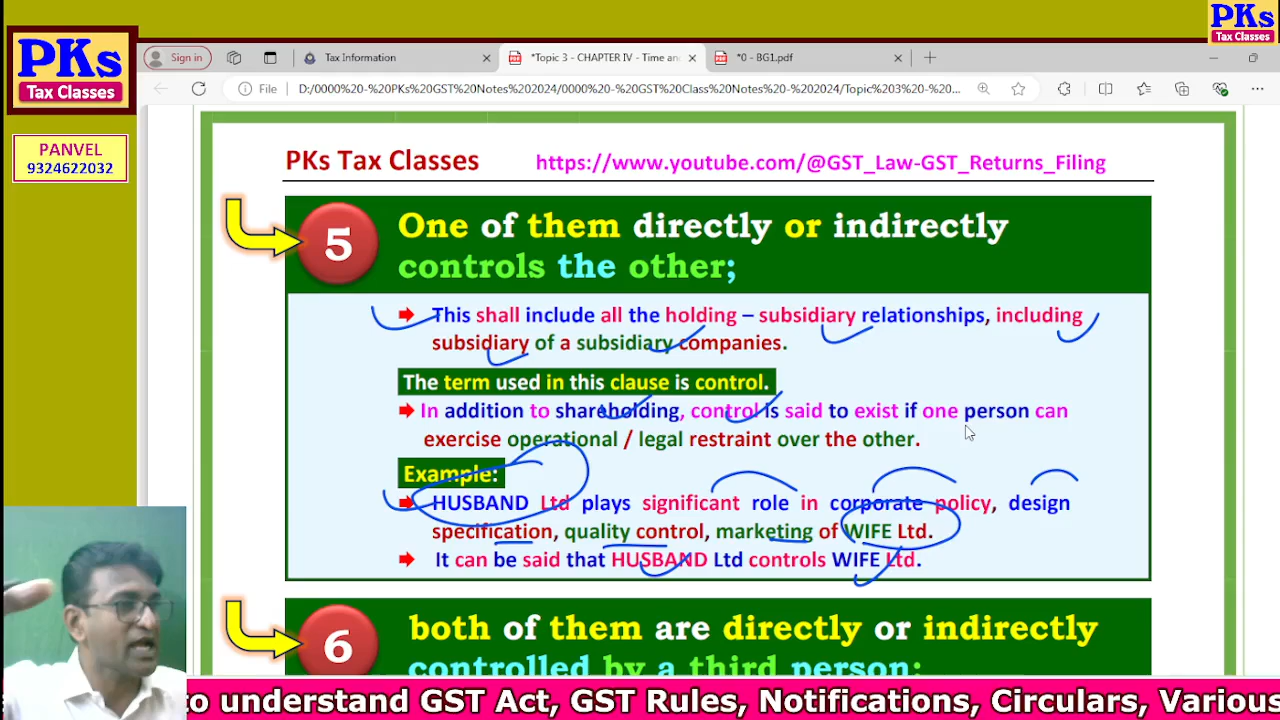 PKs
Tax Classes
PKs
Tax Classes
PANVEL
9324622032
Sign in
Tax Information
*Topic 3 - CHAPTER IV - Time and
*0 - BG1.pdf
File
D:/0000%20-%20PKs%20GST%20Notes%202024/0000%20-%20GST%20Class%20Notes%20-%202024/Topic%203%20-%20...
PKs Tax Classes
https://www.youtube.com/@GST_Law-GST_Returns_Filing
5
One of them directly or indirectly
controls the other;
This shall include all the holding – subsidiary relationships, including
subsidiary of a subsidiary companies.
The term used in this clause is control.
In addition to shareholding, control is said to exist if one person can
exercise operational / legal restraint over the other.
Example:
HUSBAND Ltd plays significant role in corporate policy, design
specification, quality control, marketing of WIFE Ltd.
It can be said that HUSBAND Ltd controls WIFE Ltd.
6
both of them are directly or indirectly
controlled by a third person;
to understand GST Act, GST Rules, Notifications, Circulars, Various